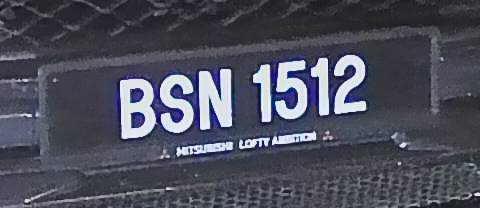 BSN 1512
MITSUBISHI LOFTY AMBITION